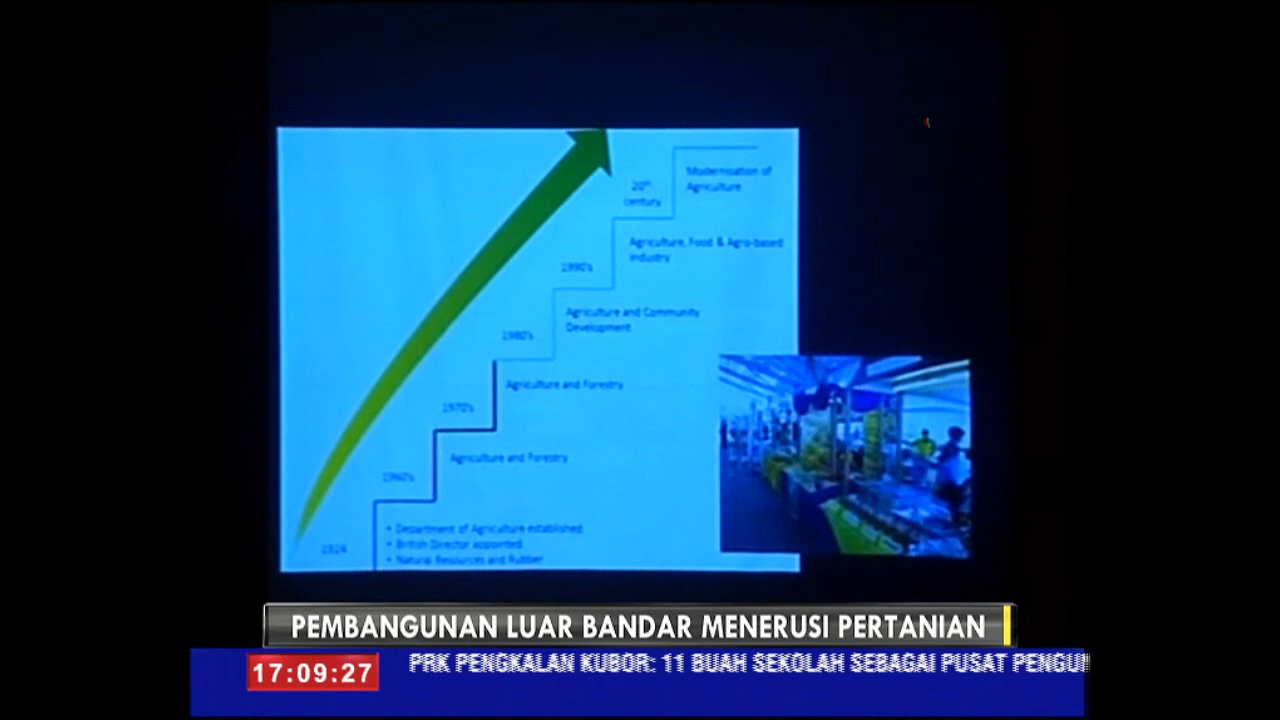 20th
century
Modernisation of
Agriculture
1990's
Agriculture, Food & Agro-based
Industry
1980's
Agriculture and Community
Development
1970's
Agriculture and Forestry
1960's
Agriculture and Forestry
1924
• Department of Agriculture established
• British Director appointed
• Natural Resources and Rubber
PEMBANGUNAN LUAR BANDAR MENERUSI PERTANIAN
17:09:27
PRK PENGKALAN KUBOR: 11 BUAH SEKOLAH SEBAGAI PUSAT